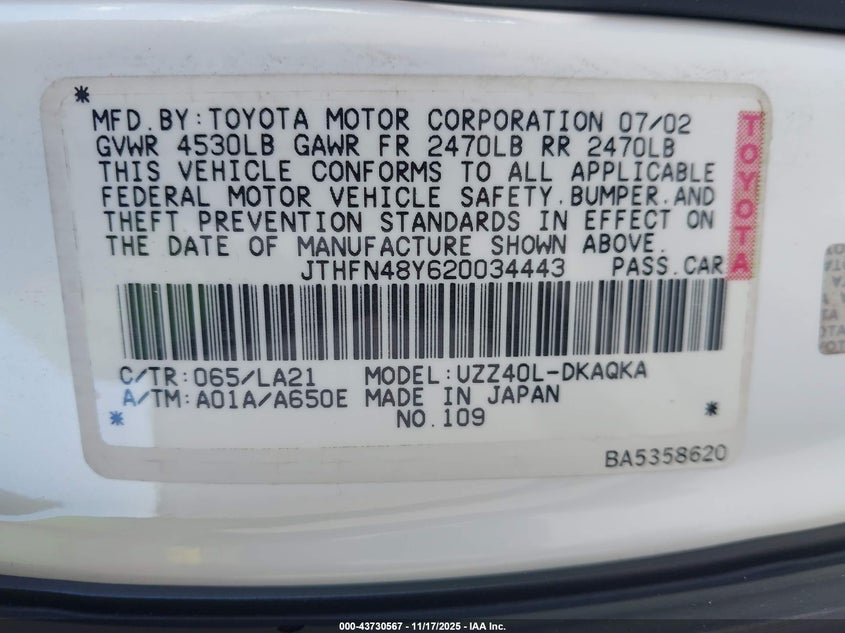 MFD.BY:TOYOTA MOTOR CORPORATION 07/02
GVWR 4530LB GAWR FR 2470LB RR 2470LB
THIS VEHICLE CONFORMS TO ALL APPLICABLE
FEDERAL MOTOR VEHICLE SAFETY.BUMPER.AND
THEFT PREVENTION STANDARDS IN EFFECT ON
THE DATE OF MANUFACTURE SHOWN ABOVE.
JTHFN48Y620034443 PASS.CAR
TOYOTA
C/TR:065/LA21 MODEL:UZZ40L-DKAQKA
A/TM:A01A/A650E MADE IN JAPAN
NO.109
BA5358620
000-43730567 | 11/17/2025 | IAA Inc.